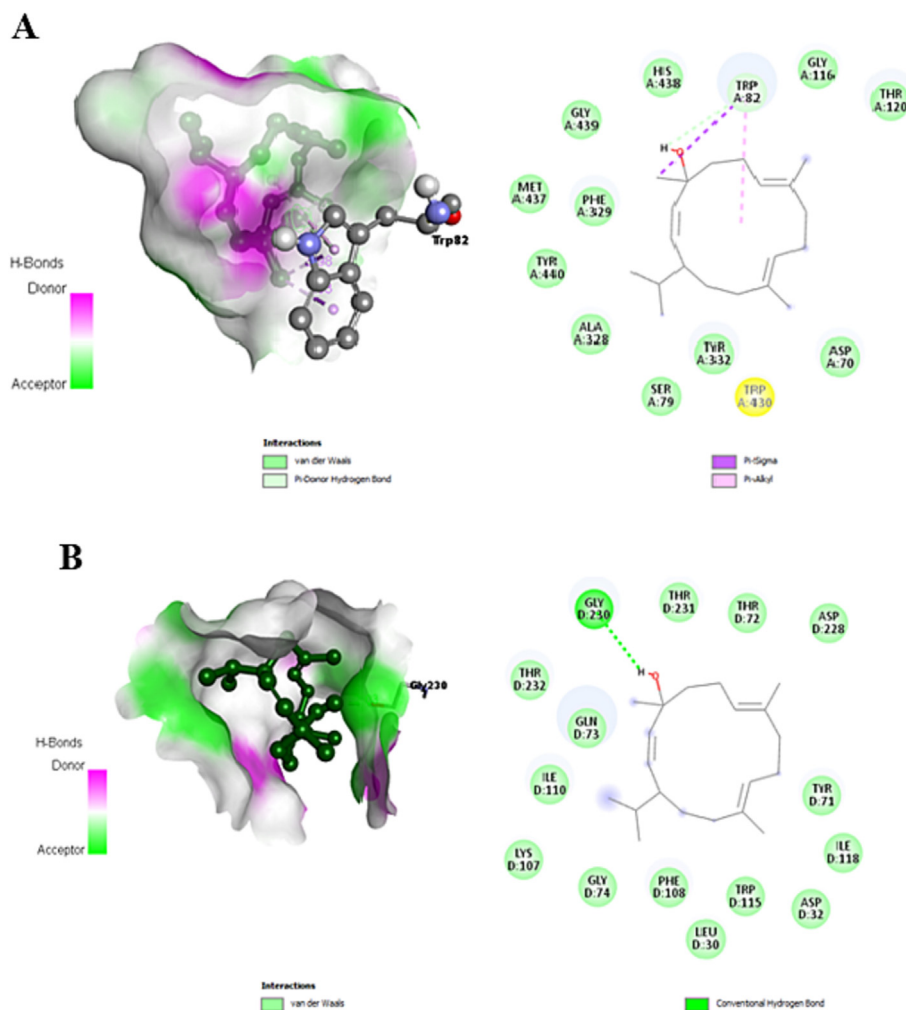 A
Trp82
H-Bonds
Donor
Acceptor
HIS
A:438
TRP
A:82
GLY
A:116
THR
A:120
GLY
A:439
H
O
MET
A:437
PHE
A:329
TYR
A:440
ALA
A:328
TYR
A:332
ASP
A:70
SER
A:79
TRP
A:430
Interactions
van der Waals
Pi-Donor Hydrogen Bond
Pi-Sigma
Pi-Alkyl
B
Gly230
H-Bonds
Donor
Acceptor
GLY
D:230
THR
D:231
THR
D:72
ASP
D:228
H
O
THR
D:232
GLN
D:73
ILE
D:110
TYR
D:71
ILE
D:118
LYS
D:107
GLY
D:74
PHE
D:108
TRP
D:115
ASP
D:32
LEU
D:30
Interactions
van der Waals
Conventional Hydrogen Bond